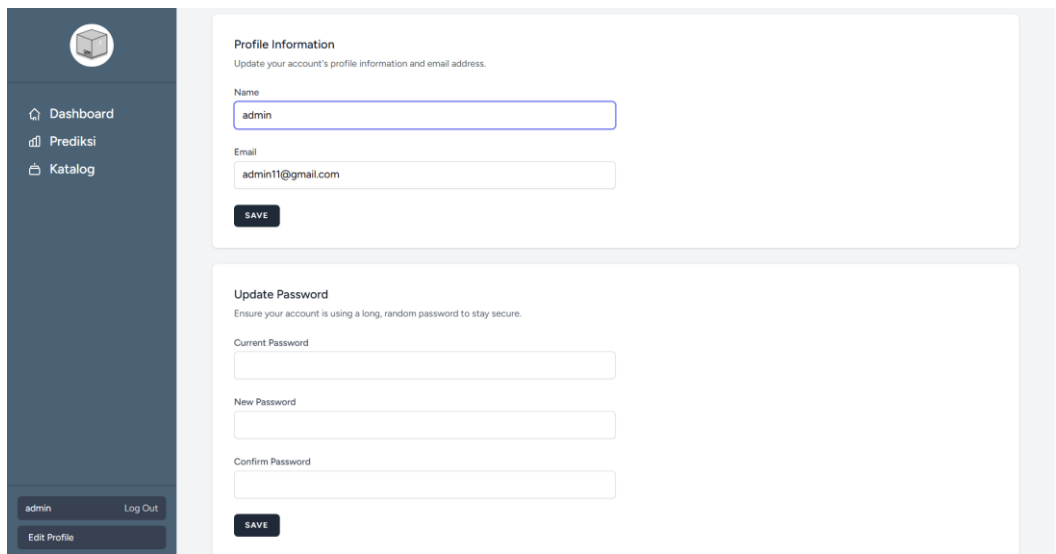 Dashboard
Prediksi
Katalog
admin
Log Out
Edit Profile
Profile Information
Update your account's profile information and email address.
Name
admin
Email
admin11@gmail.com
SAVE
Update Password
Ensure your account is using a long, random password to stay secure.
Current Password
New Password
Confirm Password
SAVE